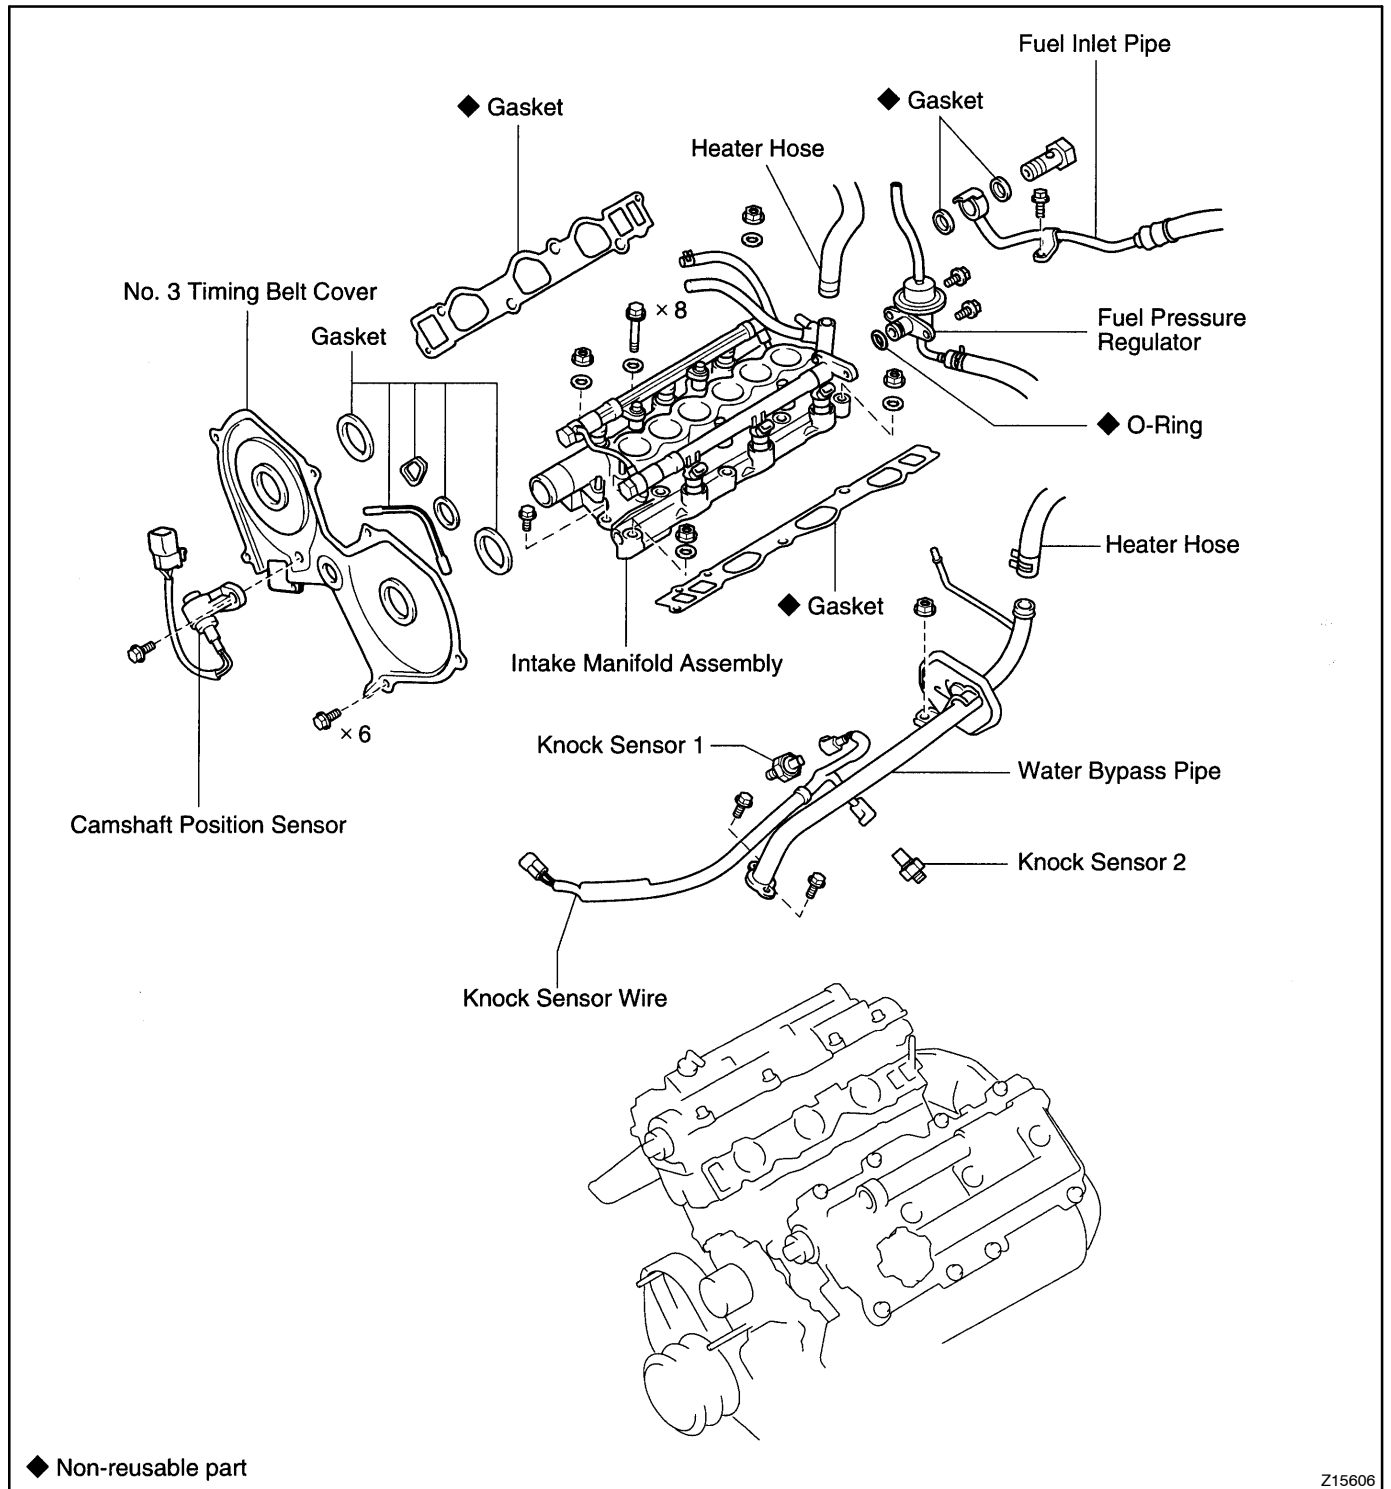 Fuel Inlet Pipe
◆ Gasket
◆ Gasket
Heater Hose
No. 3 Timing Belt Cover
× 8
Gasket
Fuel Pressure
Regulator
◆ O-Ring
Heater Hose
◆ Gasket
Intake Manifold Assembly
× 6
Knock Sensor 1
Water Bypass Pipe
Camshaft Position Sensor
Knock Sensor 2
Knock Sensor Wire
◆ Non-reusable part
Z15606